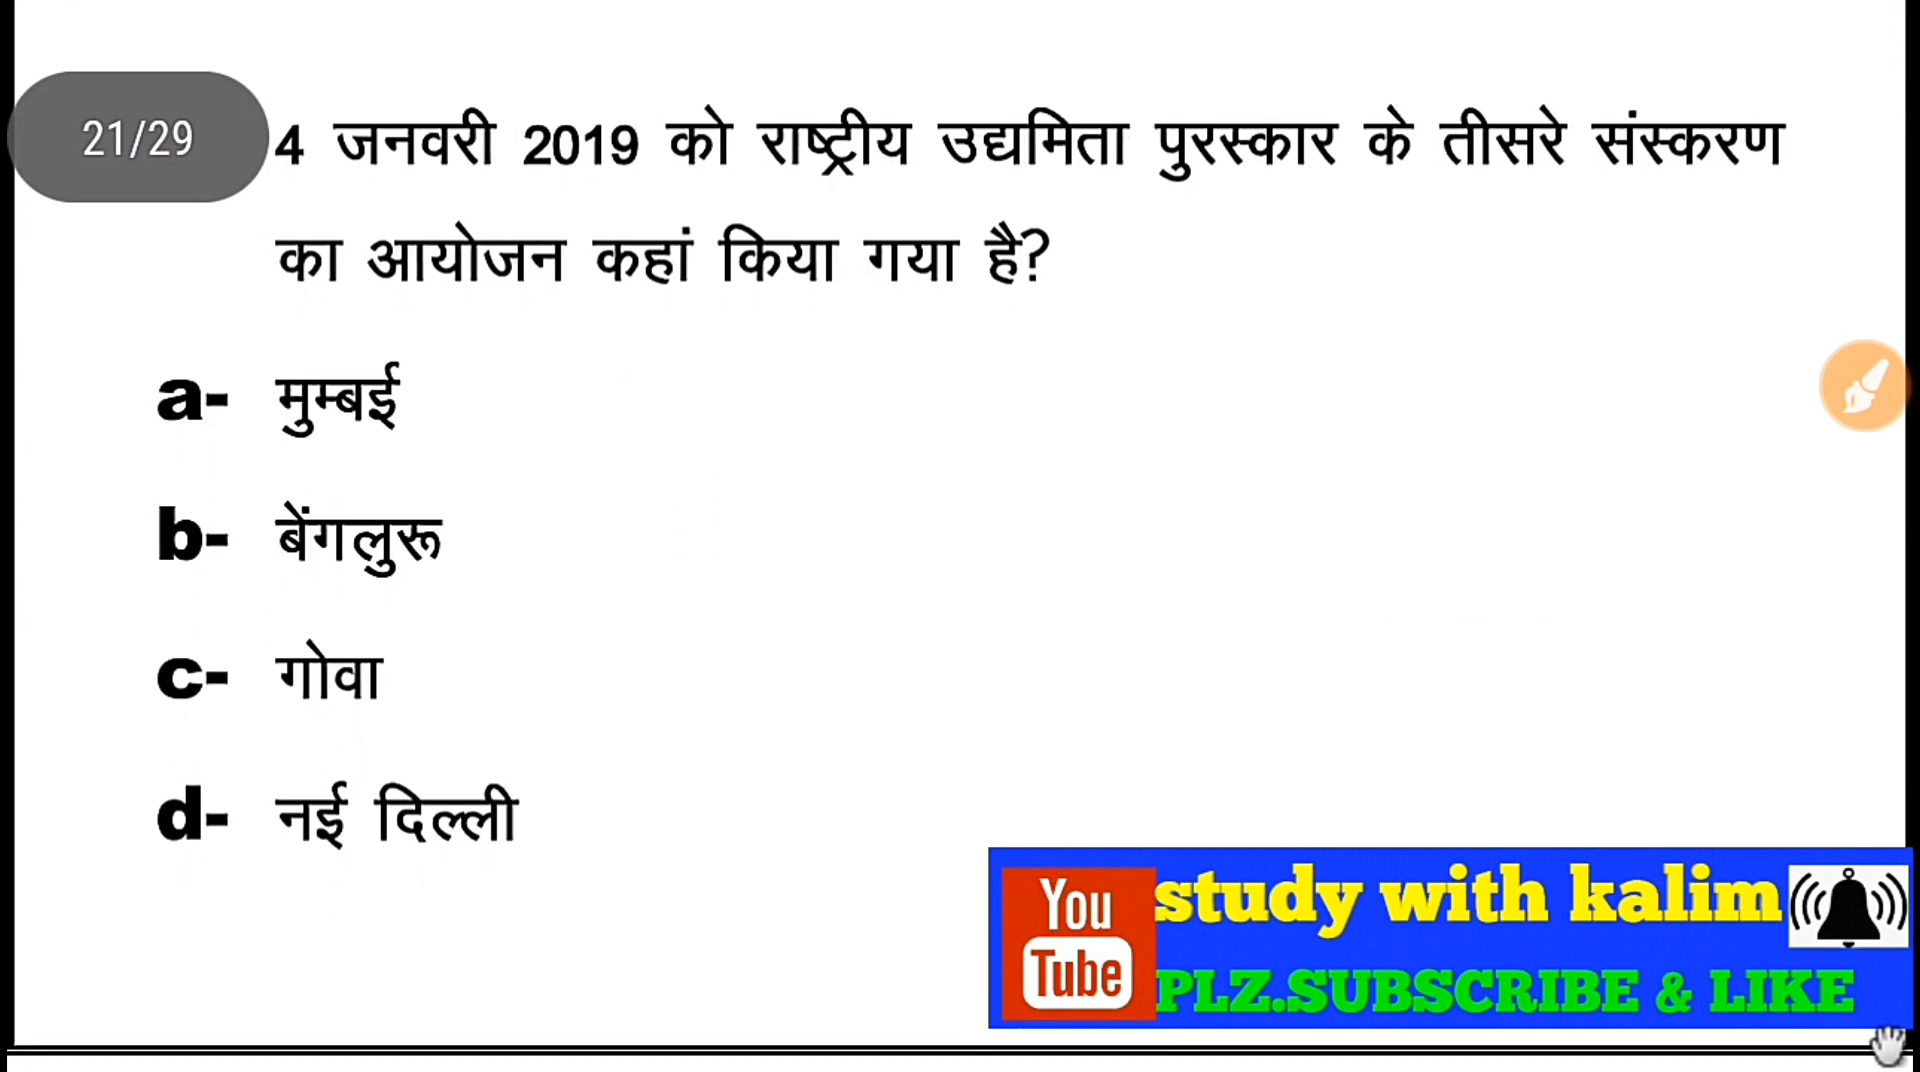 21/29
4 जनवरी 2019 को राष्ट्रीय उद्यमिता पुरस्कार के तीसरे संस्करण
का आयोजन कहां किया गया है?
a- मुम्बई
b- बेंगलुरू
c- गोवा
d- नई दिल्ली
You
Tube
study with kalim
PLZ.SUBSCRIBE & LIKE